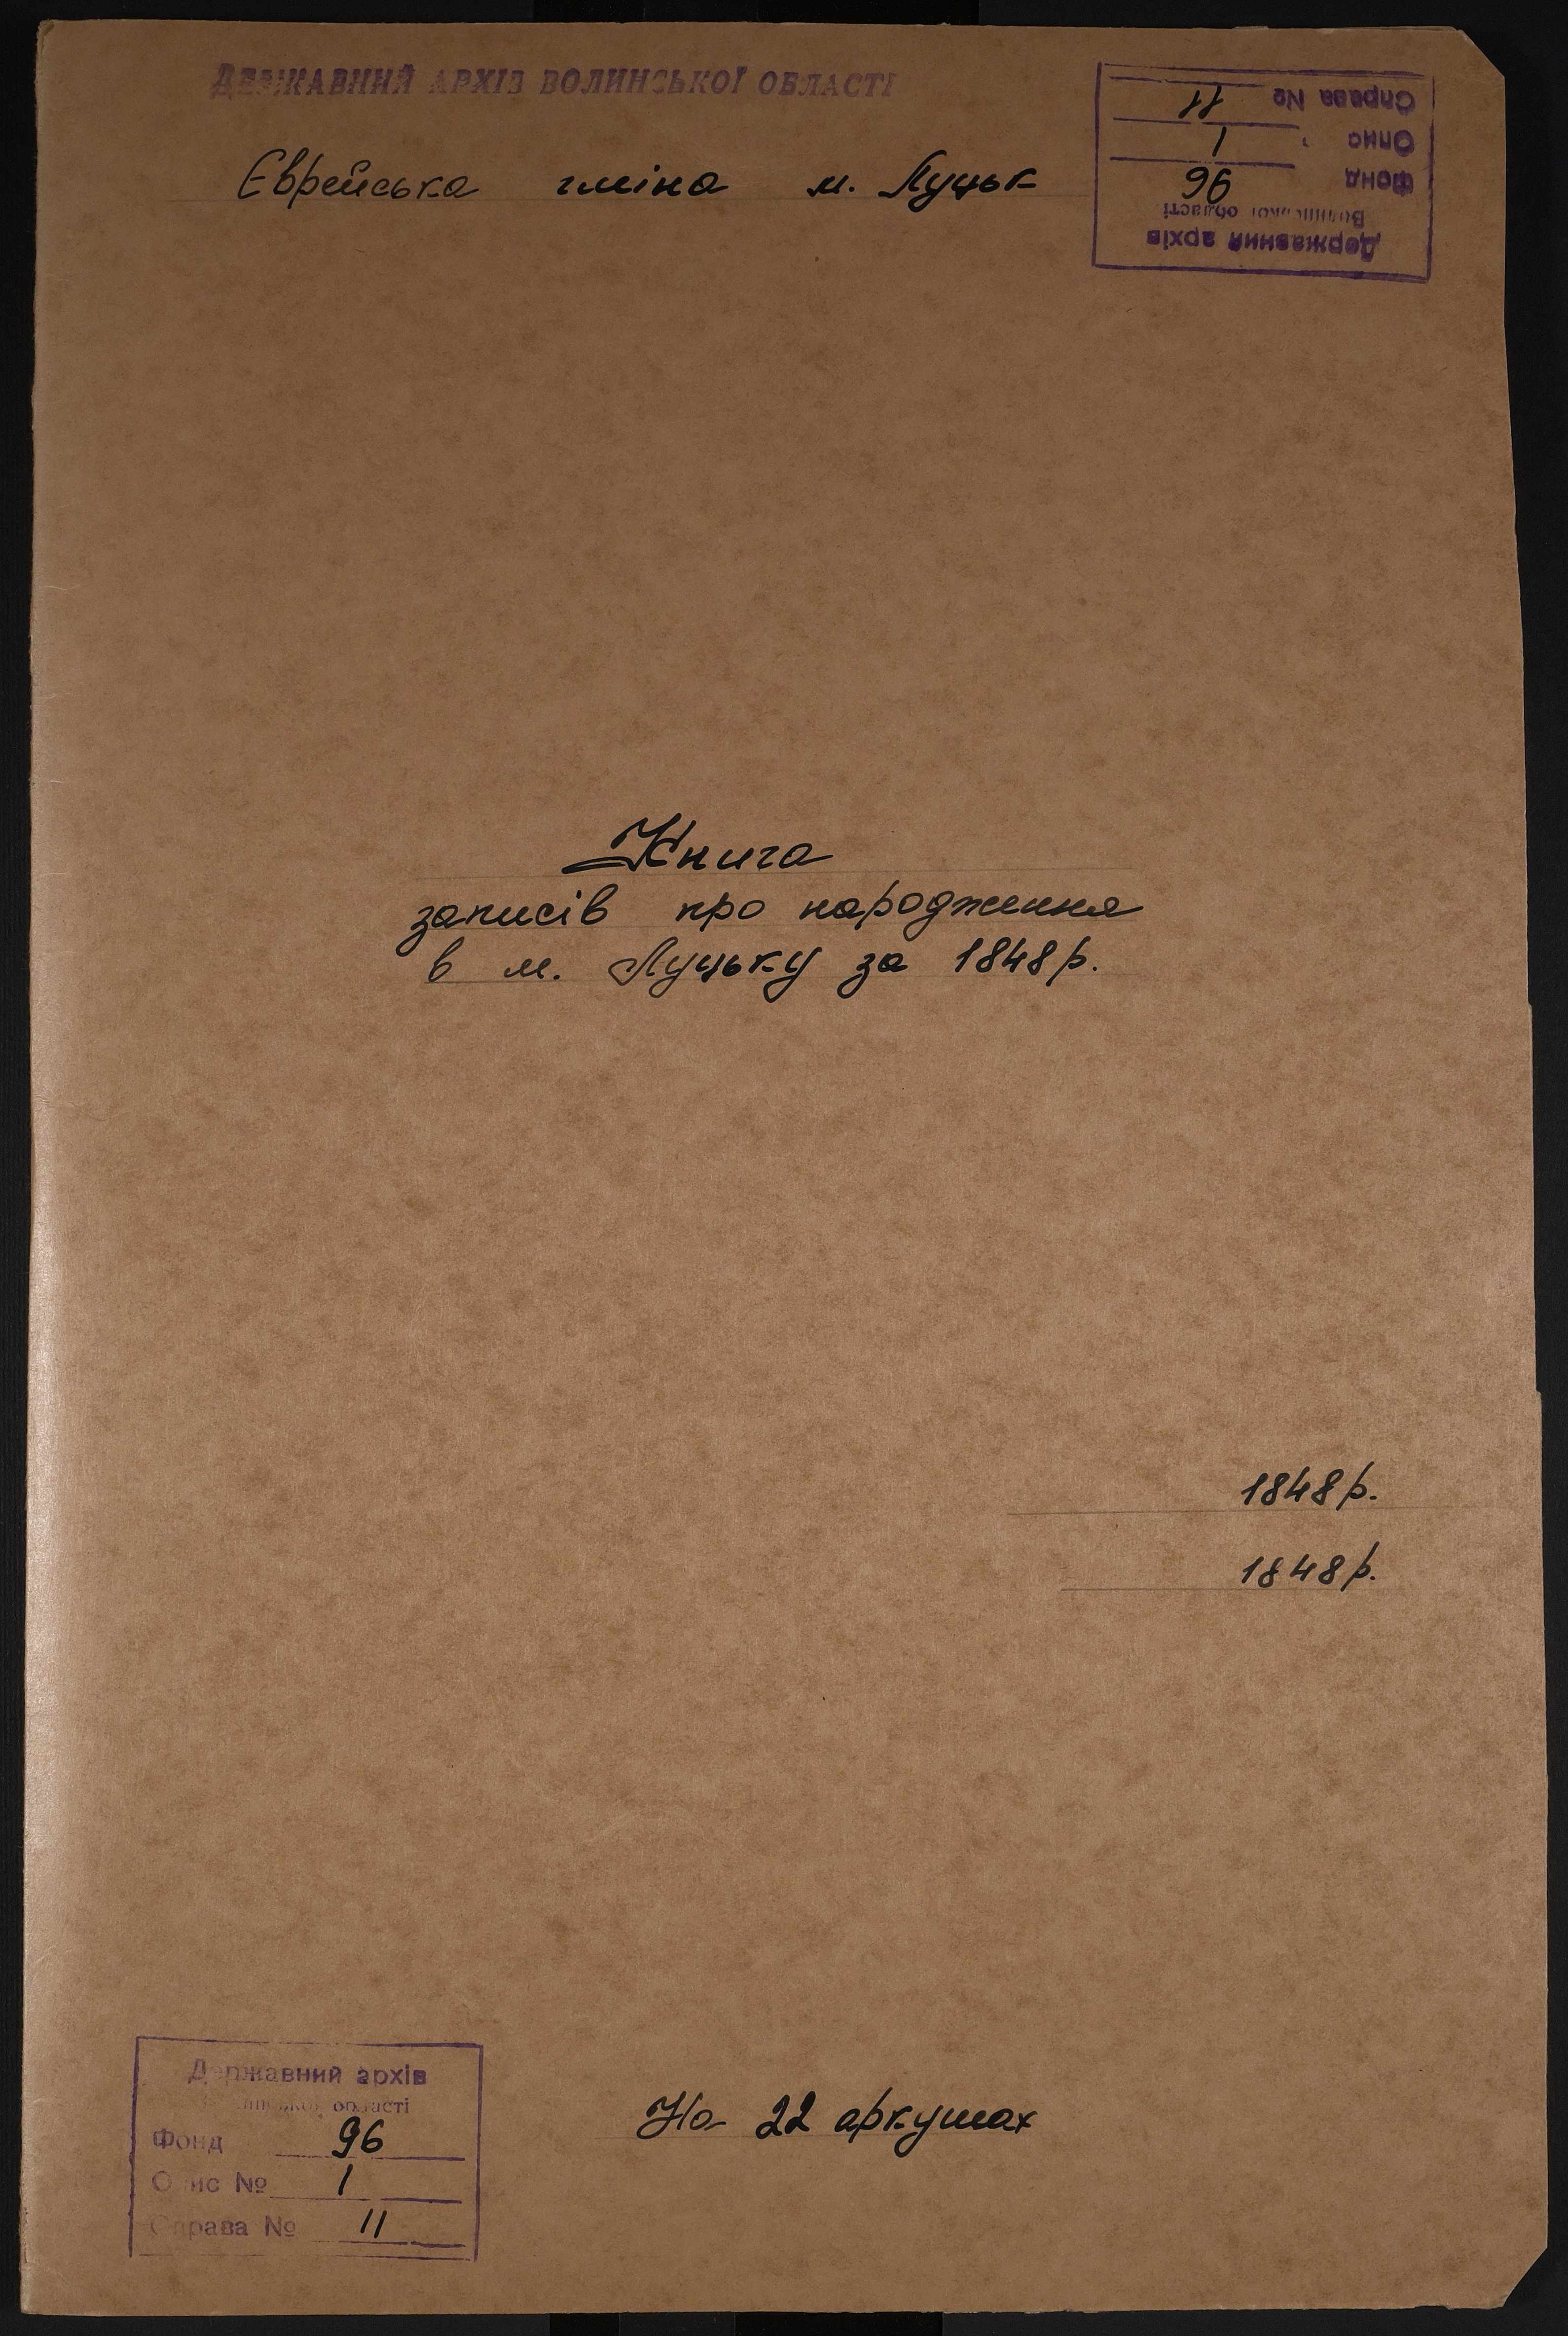 ДЕРЖАВНИЙ АРХІВ ВОЛИНСЬКОЇ ОБЛАСТІ
Єврейська гміна м. Луцьк
Державний архів
Волинської області
Фонд 96
Опис 1
Справа № 11
Книга
записів про народження
в м. Луцьку за 1848 р.
1848 р.
1848 р.
Державний архів
області
Фонд 96
Опис № 1
Справа № 11
На 22 аркушах